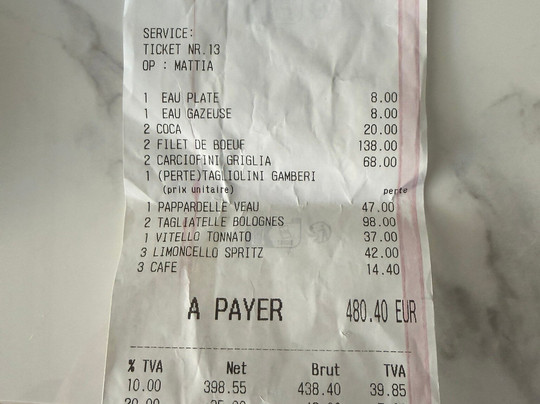 SERVICE:
TICKET NR.13
OP : MATTIA
1 EAU PLATE 8.00
1 EAU GAZEUSE 8.00
2 COCA 20.00
2 FILET DE BOEUF 138.00
2 CARCIOFINI GRIGLIA 68.00
1 (PERTE)TAGLIOLINI GAMBERI
(prix unitaire) perte
1 PAPPARDELLE VEAU 47.00
2 TAGLIATELLE BOLOGNES 98.00
1 VITELLO TONNATO 37.00
3 LIMONCELLO SPRITZ 42.00
3 CAFE 14.40
A PAYER 480.40 EUR
% TVA Net Brut TVA
10.00 398.55 438.40 39.85